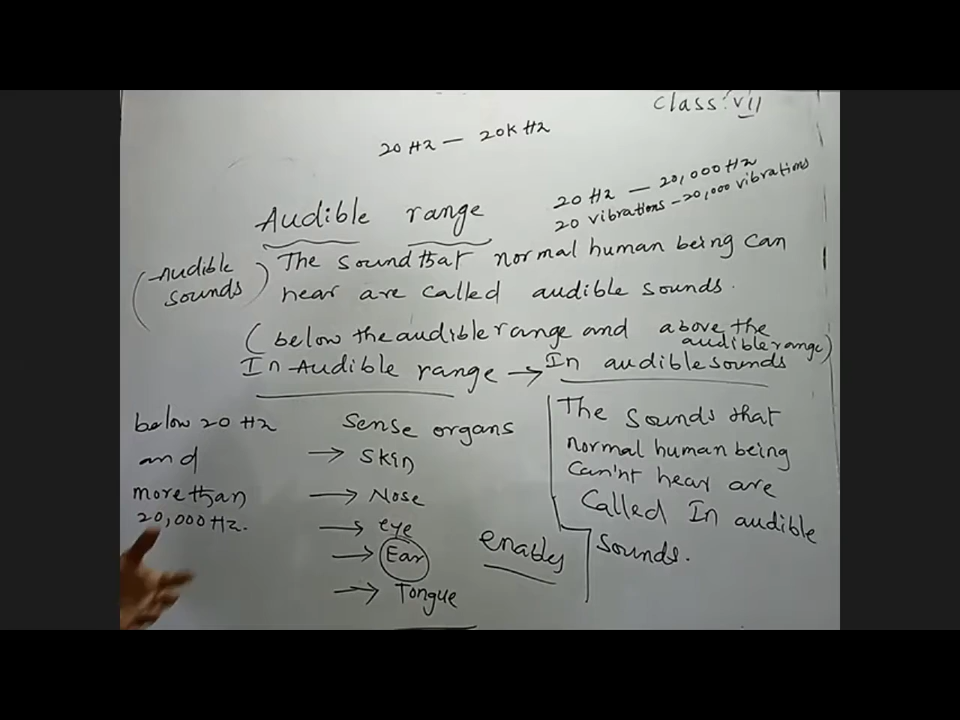 Class: VII
20 Hz — 20K Hz
20 Hz — 20,000 Hz
20 vibrations - 20,000 vibrations
Audible range
(Audible sounds)
The sound that normal human being can
hear are called audible sounds.
(below the audible range and above the
audible range)
In Audible range → In audible sounds
below 20 Hz
and
more than
20,000 Hz.
Sense organs
→ Skin
→ Nose
→ eye
→ Ear
→ Tongue
enables
The sounds that
normal human being
can'nt hear are
Called In audible
Sounds.